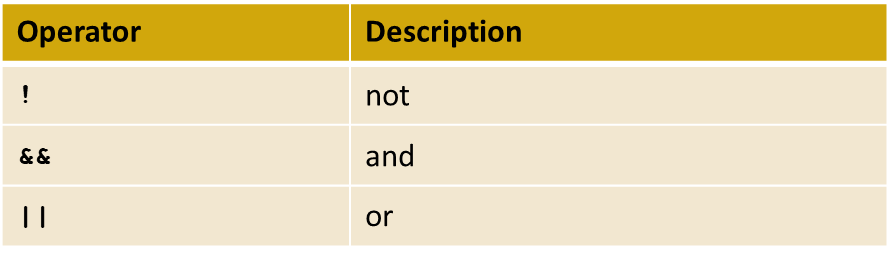 Operator Description
! not
&& and
|| or